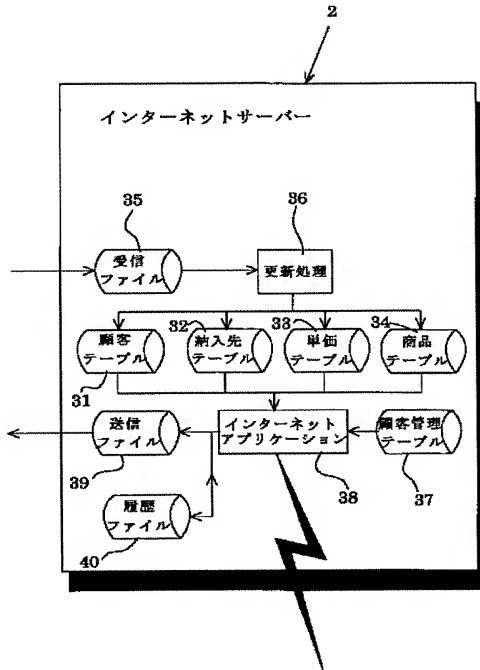 2
インターネットサーバー
35
受信
ファイル
36
更新処理
顧客
テーブル
31
32
納入先
テーブル
33
単価
テーブル
34
商品
テーブル
送信
ファイル
39
インターネット
アプリケーション
38
顧客管理
テーブル
37
履歴
ファイル
40